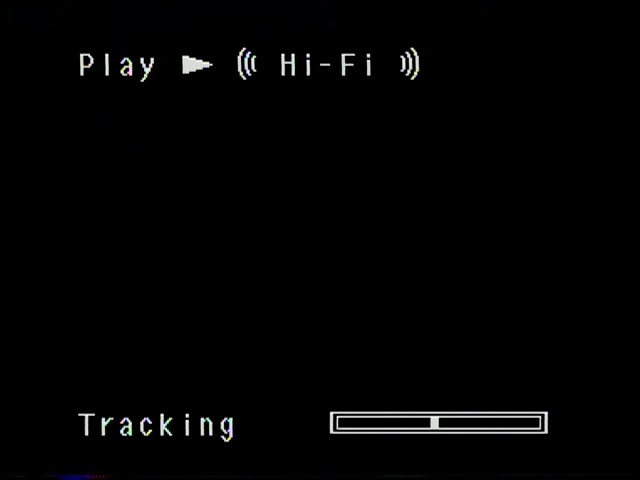 Play ► ((( Hi-Fi )))
Tracking